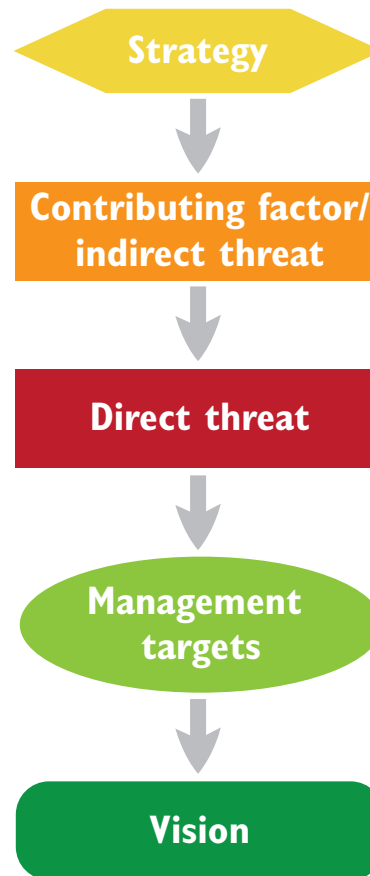 Strategy
Contributing factor/
indirect threat
Direct threat
Management
targets
Vision